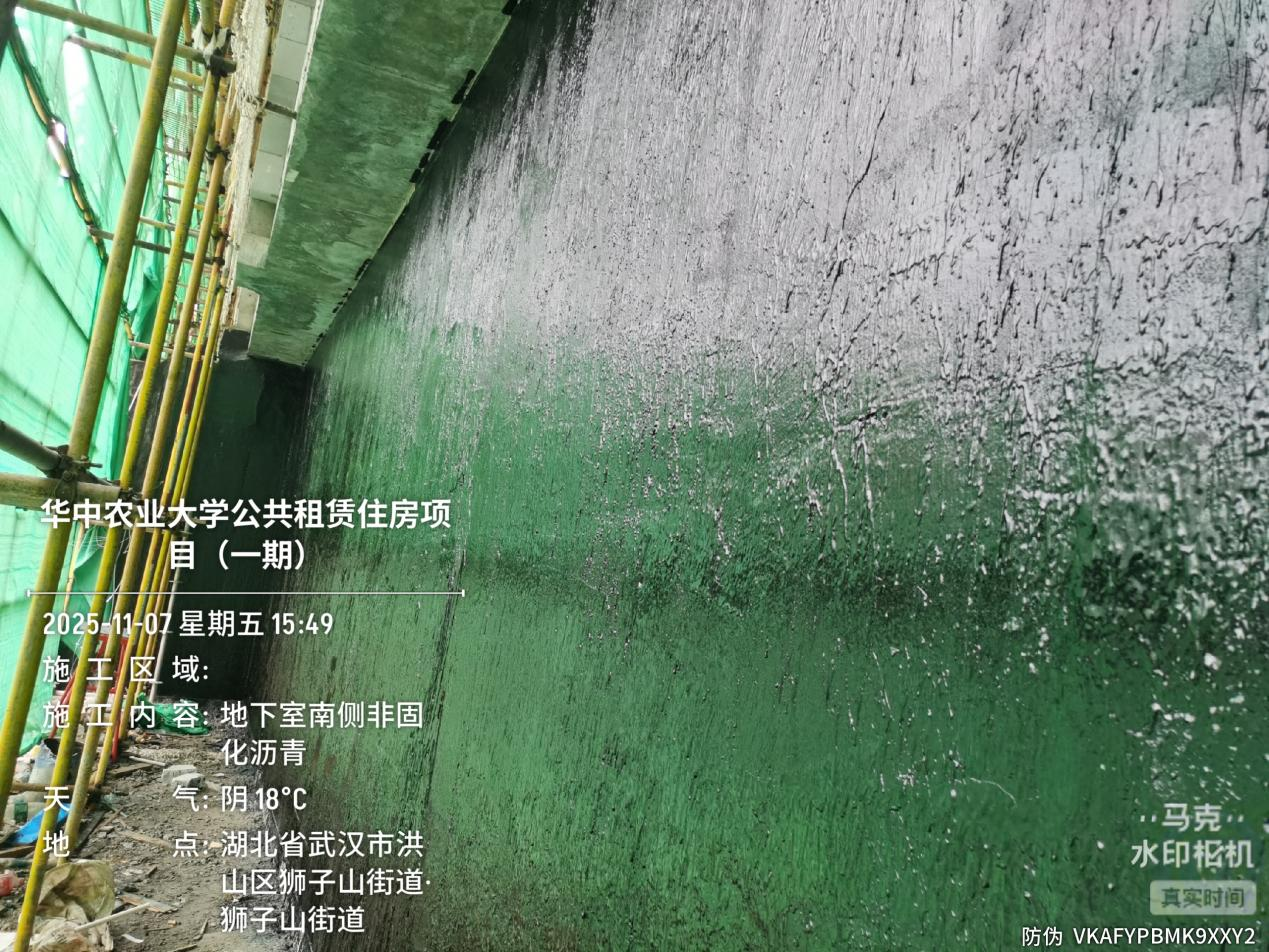 华中农业大学公共租赁住房项
目（一期）
2025-11-07 星期五 15:49
施工区域:
施工内容: 地下室南侧非固
化沥青
天气: 阴 18°C
地点: 湖北省武汉市洪
山区狮子山街道·
狮子山街道
马克
水印相机
真实时间
防伪 VKAFYPBMK9XXY2